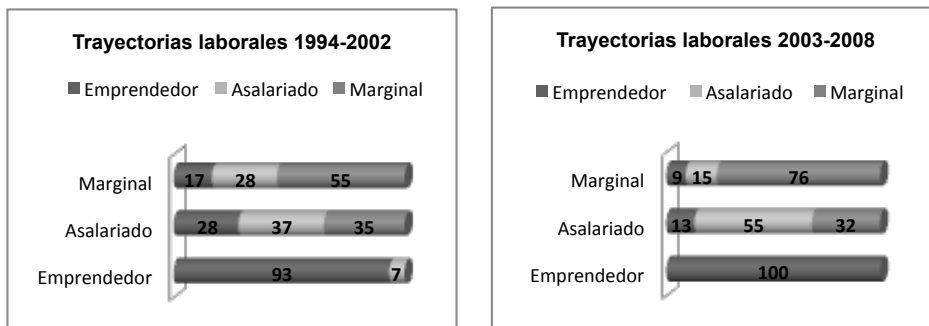 Trayectorias laborales 1994-2002
Emprendedor Asalariado Marginal
Marginal 17 28 55
Asalariado 28 37 35
Emprendedor 93 7
Trayectorias laborales 2003-2008
Emprendedor Asalariado Marginal
Marginal 9 15 76
Asalariado 13 55 32
Emprendedor 100